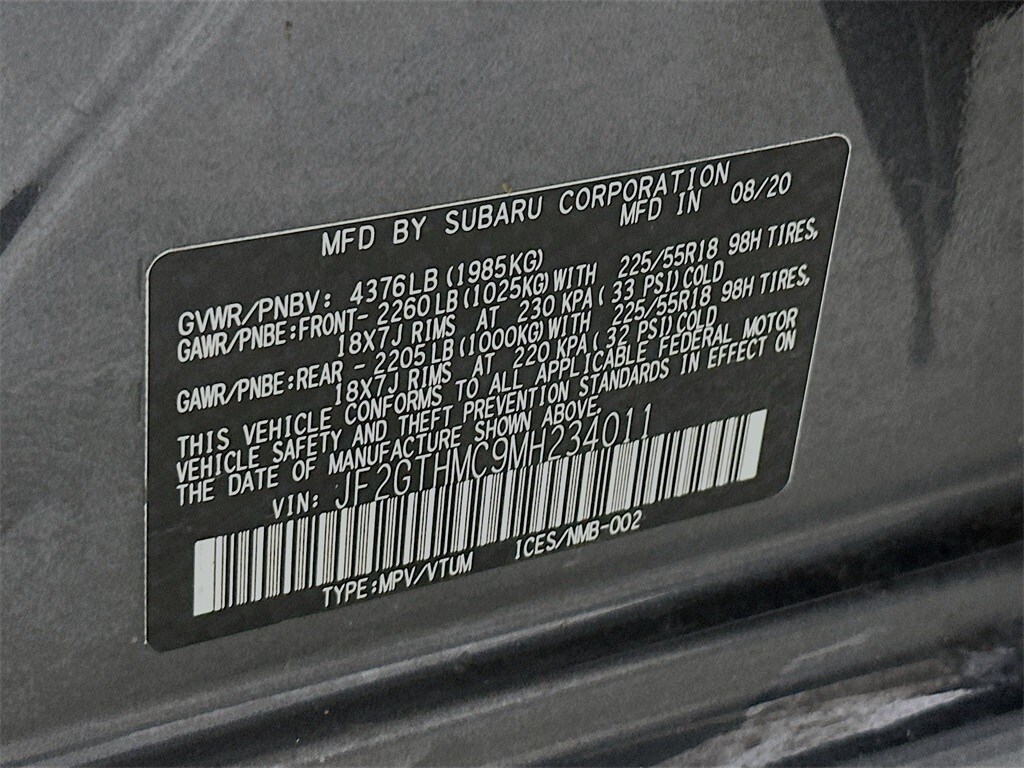 MFD BY SUBARU CORPORATION
MFD IN 08/20
GVWR/PNBV: 4376LB(1985KG)
GAWR/PNBE:FRONT- 2260LB(1025KG)WITH 225/55R18 98H TIRES,
18X7J RIMS AT 230 KPA( 33 PSI)COLD
GAWR/PNBE:REAR - 2205LB(1000KG)WITH 225/55R18 98H TIRES,
18X7J RIMS AT 220 KPA( 32 PSI)COLD
THIS VEHICLE CONFORMS TO ALL APPLICABLE FEDERAL MOTOR
VEHICLE SAFETY AND THEFT PREVENTION STANDARDS IN EFFECT ON
THE DATE OF MANUFACTURE SHOWN ABOVE.
VIN: JF2GTHMC9MH234011
TYPE:MPV/VTUM ICES/NMB-002